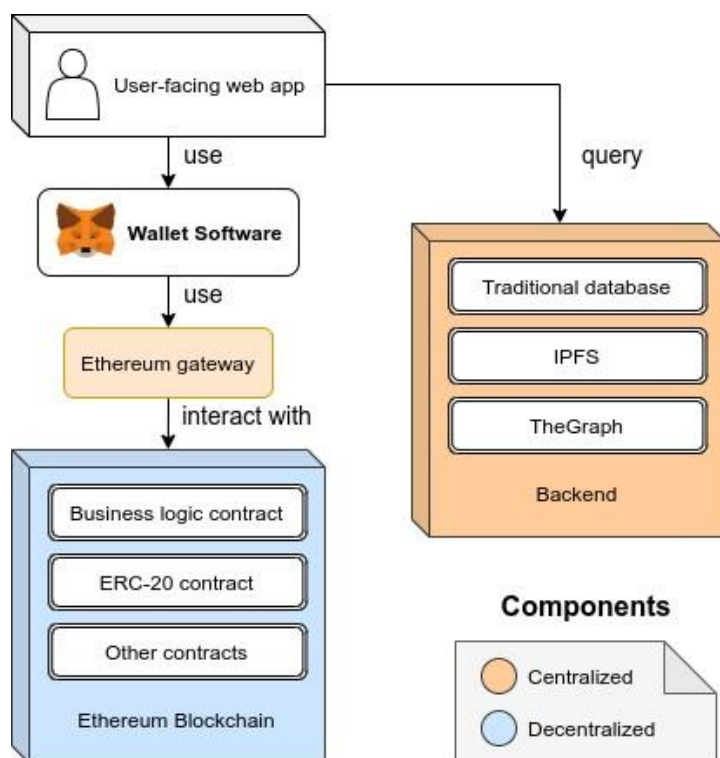 User-facing web app
use
query
Wallet Software
use
Ethereum gateway
interact with
Business logic contract
ERC-20 contract
Other contracts
Ethereum Blockchain
Traditional database
IPFS
TheGraph
Backend
Components
Centralized
Decentralized